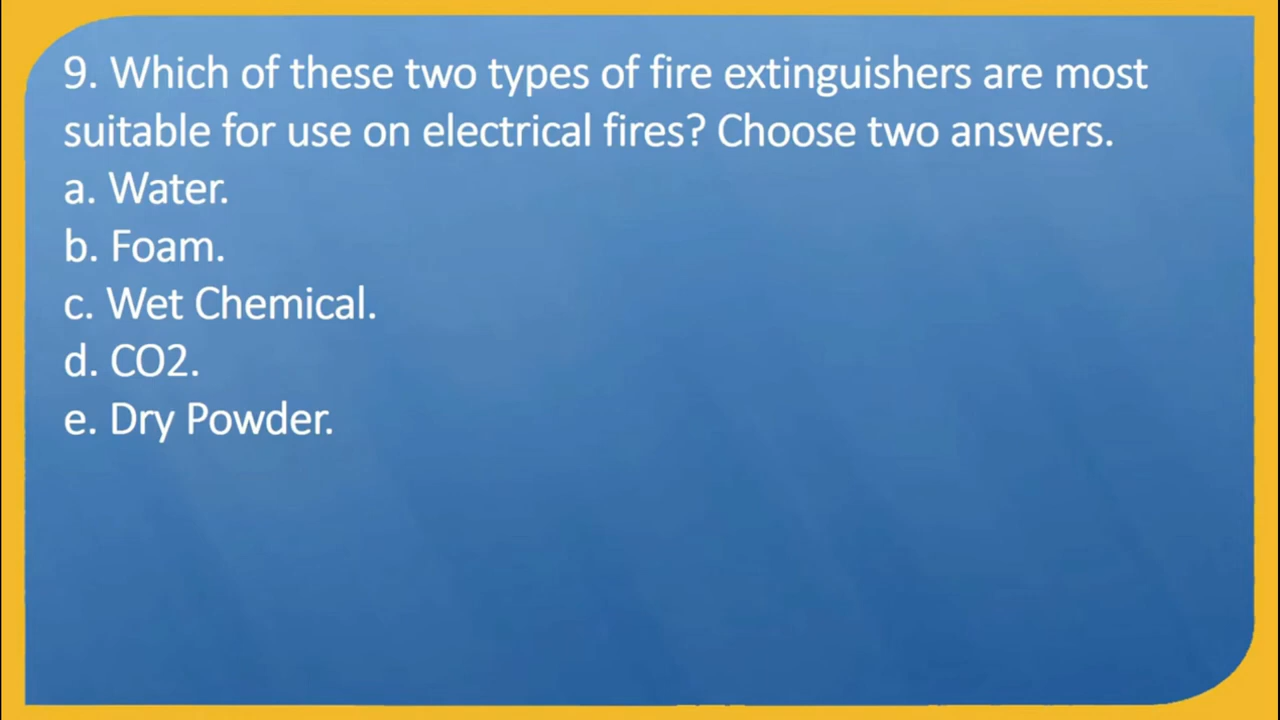 9. Which of these two types of fire extinguishers are most
suitable for use on electrical fires? Choose two answers.
a. Water.
b. Foam.
c. Wet Chemical.
d. CO2.
e. Dry Powder.